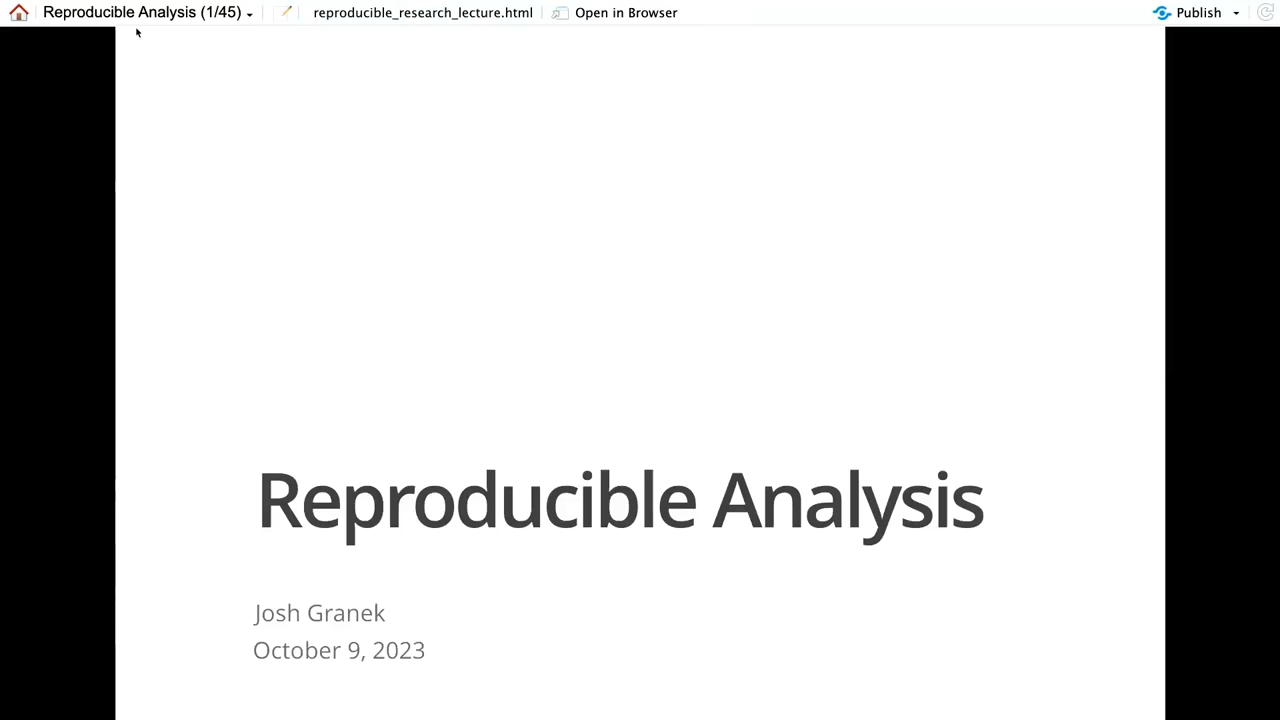 Reproducible Analysis (1/45) reproducible_research_lecture.html Open in Browser Publish
Reproducible Analysis
Josh Granek
October 9, 2023